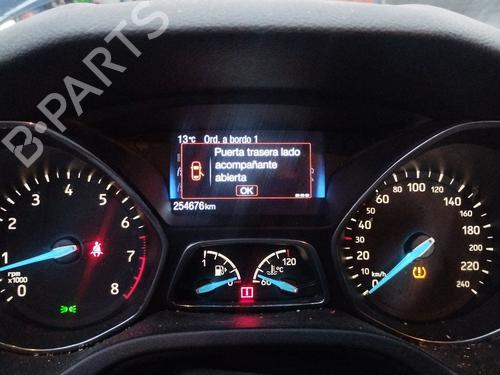 B-PARTS
13°C Ord. a bordo 1
Puerta trasera lado
acompañante
abierta
OK
254676 km
1 2 3 4 5 6 7 8
0
rpm
x1000
1 0
60 120
°C
0 10 20 40 60 80 100 120 140 160 180 200 220 240
km/h